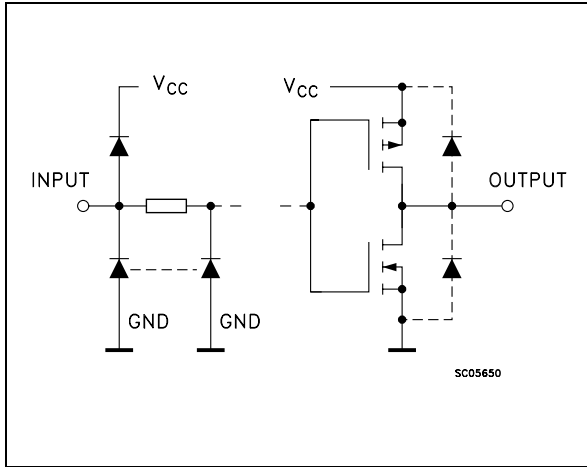 VCC
VCC
INPUT
OUTPUT
GND
GND
SC05650